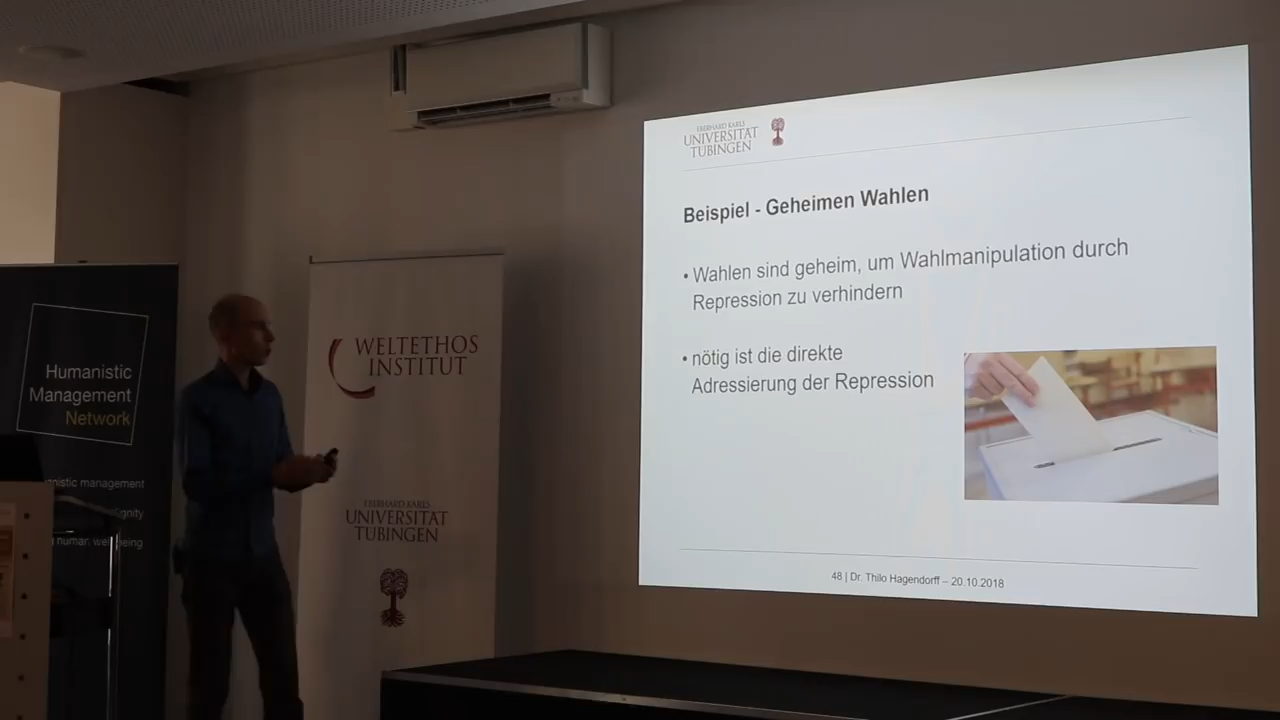 Humanistic
Management
Network
nistic management
gnity
human well being
WELTETHOS
INSTITUT
EBERHARD KARLS
UNIVERSITÄT
TÜBINGEN
EBERHARD KARLS
UNIVERSITÄT
TÜBINGEN
Beispiel - Geheimen Wahlen
• Wahlen sind geheim, um Wahlmanipulation durch
Repression zu verhindern
• nötig ist die direkte
Adressierung der Repression
48 | Dr. Thilo Hagendorff – 20.10.2018